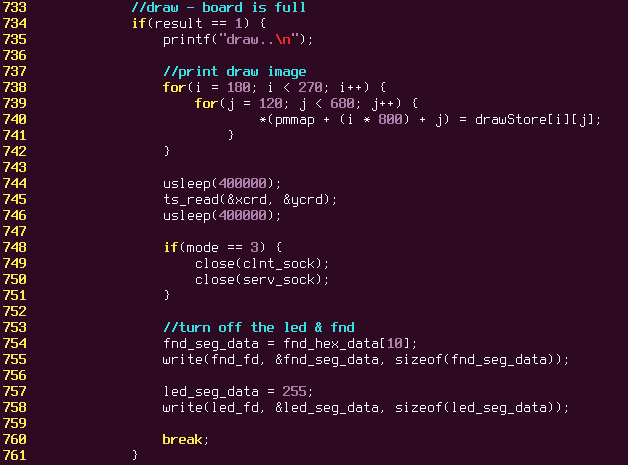 733             //draw - board is full
734             if(result == 1) {
735                 printf("draw..\n");
736
737                 //print draw image
738                 for(i = 180; i < 270; i++) {
739                     for(j = 120; j < 680; j++) {
740                             *(pmmap + (i * 800) + j) = drawStore[i][j];
741                         }
742                 }
743
744                 usleep(400000);
745                 ts_read(&xcrd, &ycrd);
746                 usleep(400000);
747
748                 if(mode == 3) {
749                     close(clnt_sock);
750                     close(serv_sock);
751                 }
752
753                 //turn off the led & fnd
754                 fnd_seg_data = fnd_hex_data[10];
755                 write(fnd_fd, &fnd_seg_data, sizeof(fnd_seg_data));
756
757                 led_seg_data = 255;
758                 write(led_fd, &led_seg_data, sizeof(led_seg_data));
759
760                 break;
761             }